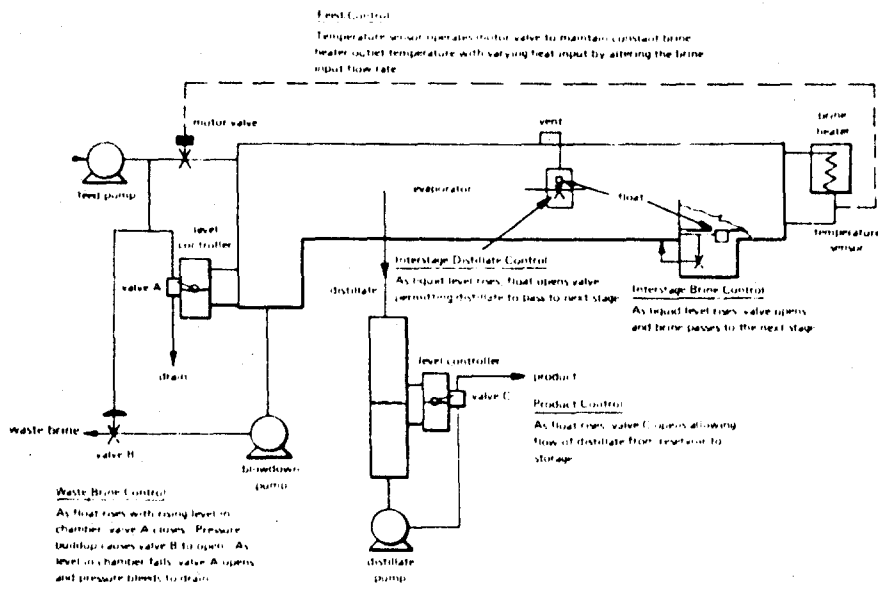 Feed Control
Temperature sensor operates motor valve to maintain constant brine
heater outlet temperature with varying heat input by altering the brine
input flow rate
motor valve
vent
brine
heater
feed pump
evaporator
float
level
controller
temperature
sensor
Interstage Distillate Control
valve A
distillate
As liquid level rises, float opens valve
permitting distillate to pass to next stage
Interstage Brine Control
As liquid level rises, valve opens
and brine passes to the next stage
drain
level controller
product
valve C
Product Control
As float rises, valve C opens allowing
flow of distillate from reservoir to
storage
waste brine
valve B
blowdown
pump
Waste Brine Control
As float rises with rising level in
chamber, valve A closes. Pressure
buildup causes valve B to open. As
level in chamber falls, valve A opens
and pressure bleeds to drain
distillate
pump